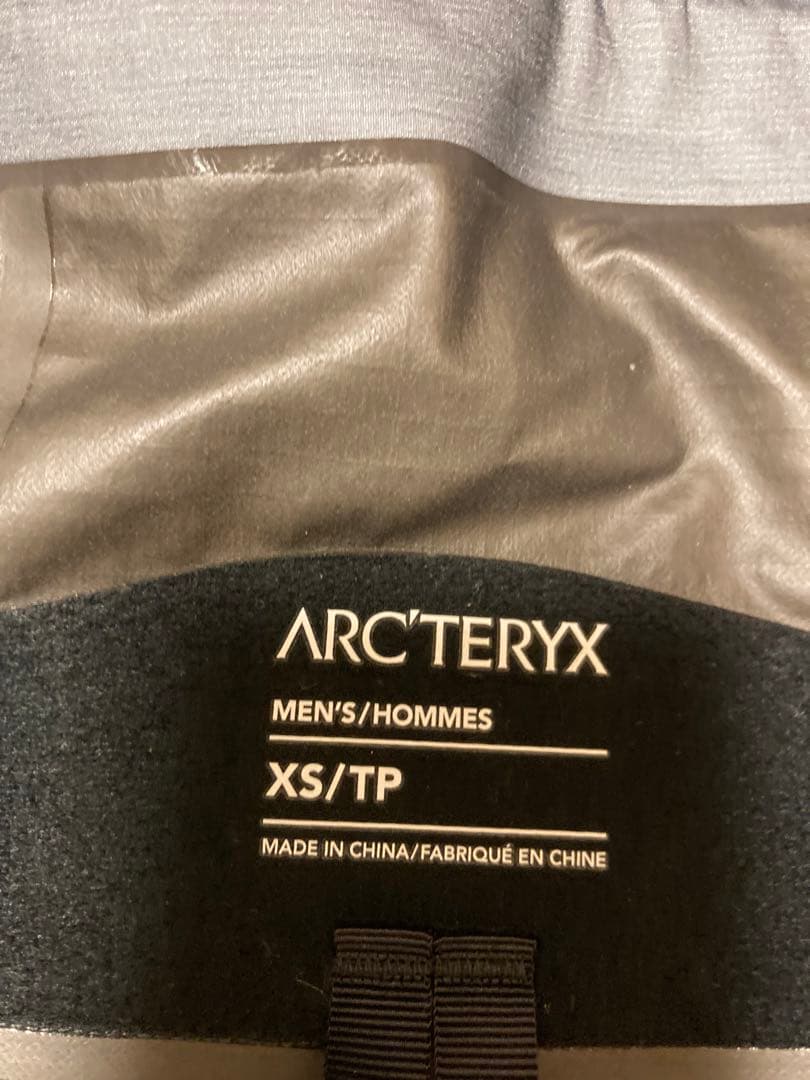 ARC'TERYX
MEN'S/HOMMES
XS/TP
MADE IN CHINA/FABRIQUÉ EN CHINE